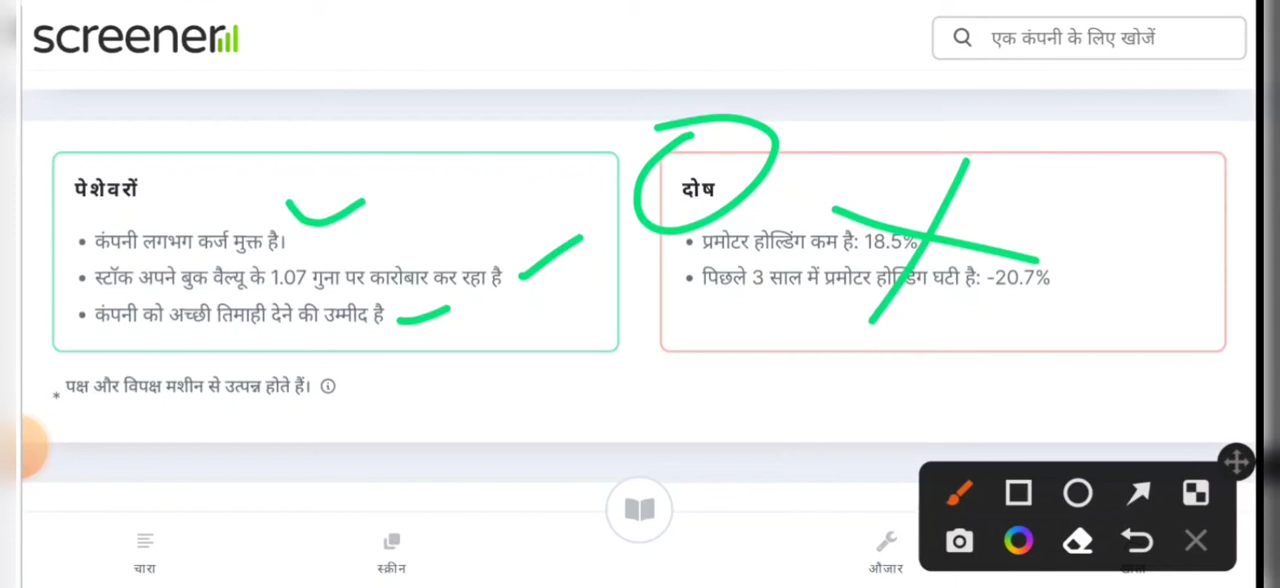 screener
एक कंपनी के लिए खोजें
पेशेवरों
कंपनी लगभग कर्ज मुक्त है।
स्टॉक अपने बुक वैल्यू के 1.07 गुना पर कारोबार कर रहा है
कंपनी को अच्छी तिमाही देने की उम्मीद है
दोष
प्रमोटर होल्डिंग कम है: 18.5%
पिछले 3 साल में प्रमोटर होल्डिंग घटी है: -20.7%
* पक्ष और विपक्ष मशीन से उत्पन्न होते हैं।
चारा
स्क्रीन
औजार